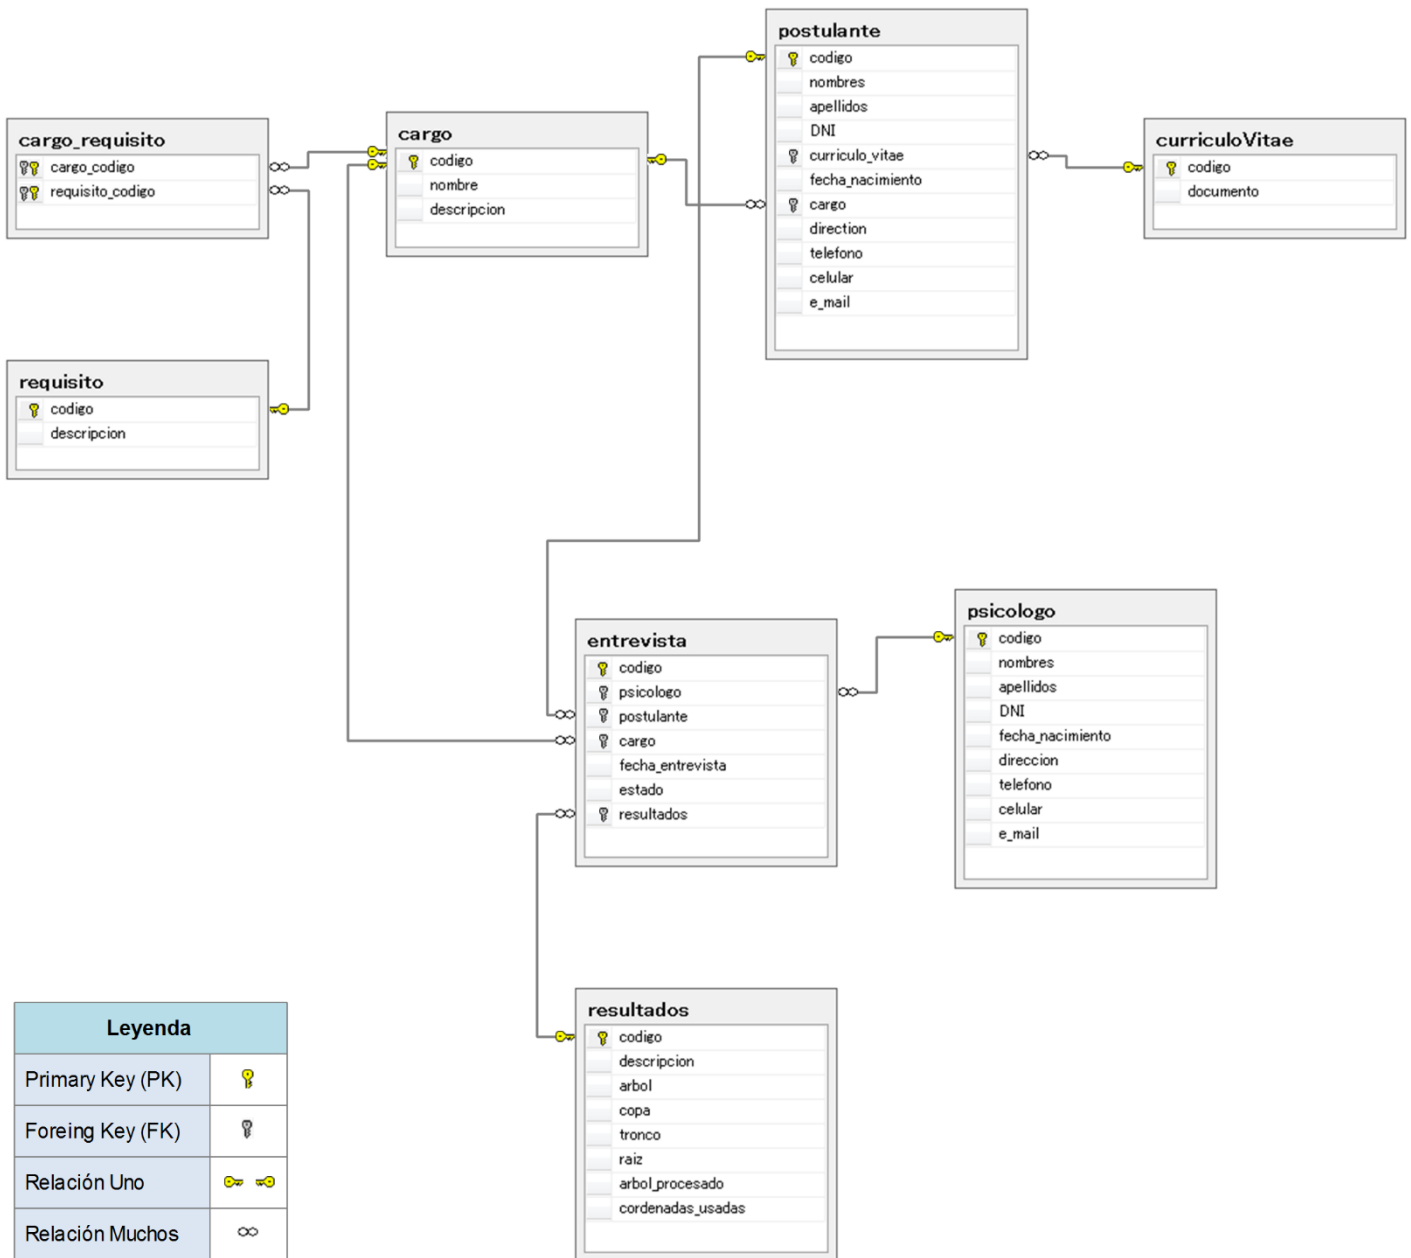 postulante
codigo
nombres
apellidos
DNI
curriculo_vitae
fecha_nacimiento
cargo
direction
telefono
celular
e_mail
cargo_requisito
cargo_codigo
requisito_codigo
cargo
codigo
nombre
descripcion
curriculoVitae
codigo
documento
requisito
codigo
descripcion
entrevista
codigo
psicologo
postulante
cargo
fecha_entrevista
estado
resultados
psicologo
codigo
nombres
apellidos
DNI
fecha_nacimiento
direccion
telefono
celular
e_mail
resultados
codigo
descripcion
arbol
copa
tronco
raiz
arbol_procesado
cordenadas_usadas
Leyenda
Primary Key (PK)
Foreing Key (FK)
Relación Uno
Relación Muchos